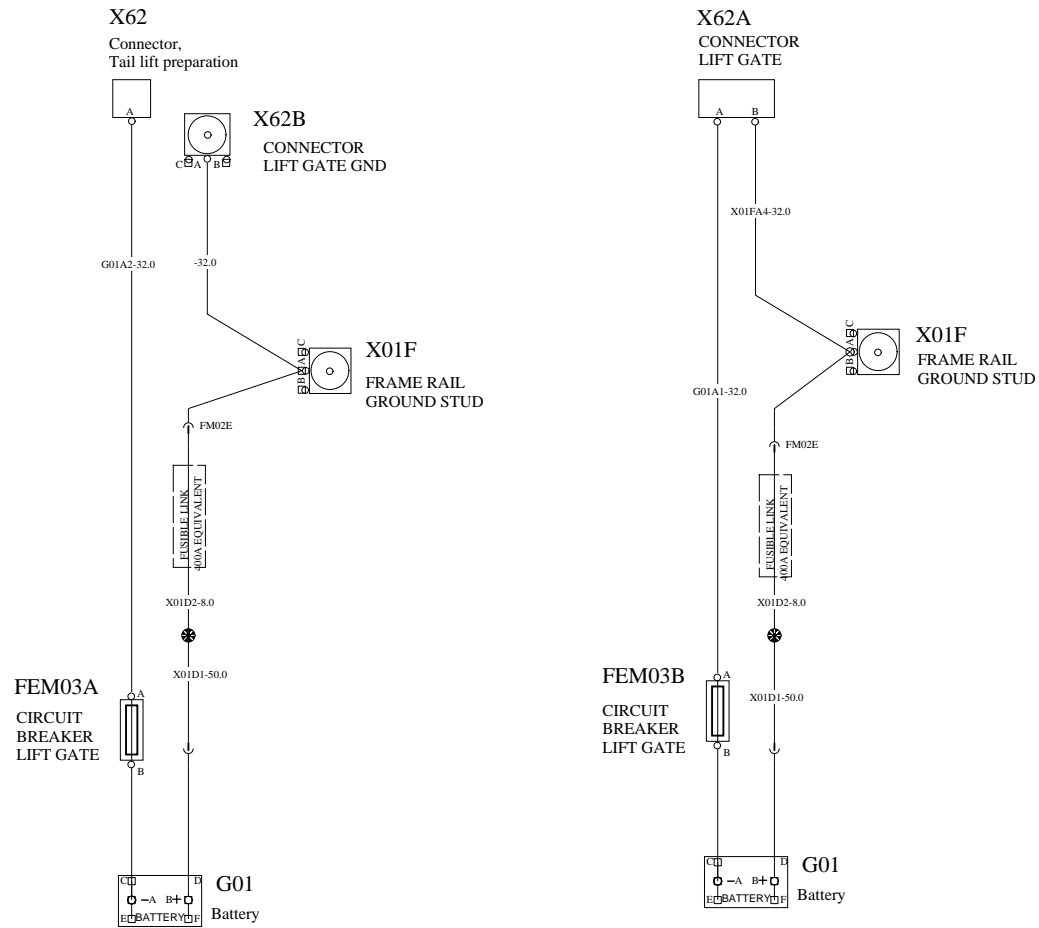 X62
Connector,
Tail lift preparation
A
X62B
CONNECTOR
LIFT GATE GND
C A B
G01A2-32.0
-32.0
C
A
B
X01F
FRAME RAIL
GROUND STUD
FM02E
FUSIBLE LINK
400A EQUIVALENT
X01D2-8.0
X01D1-50.0
FEM03A
CIRCUIT
BREAKER
LIFT GATE
A
B
C D
−A B+
E BATTERY F
G01
Battery
X62A
CONNECTOR
LIFT GATE
A B
X01FA4-32.0
C
A
B
X01F
FRAME RAIL
GROUND STUD
G01A1-32.0
FM02E
FUSIBLE LINK
400A EQUIVALENT
X01D2-8.0
X01D1-50.0
FEM03B
CIRCUIT
BREAKER
LIFT GATE
A
B
C D
−A B+
E BATTERY F
G01
Battery